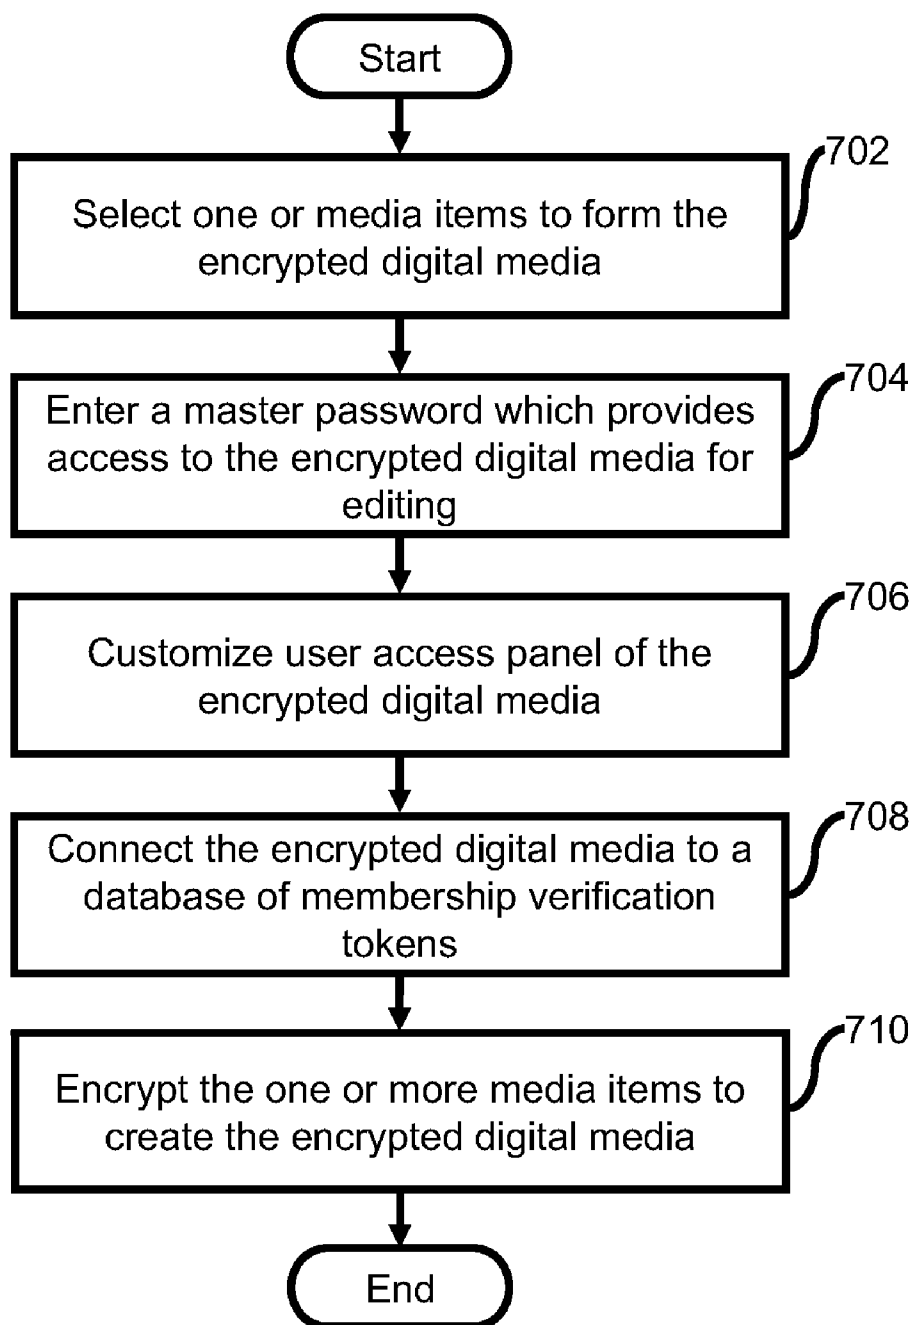 Start
702
Select one or media items to form the
encrypted digital media
704
Enter a master password which provides
access to the encrypted digital media for
editing
706
Customize user access panel of the
encrypted digital media
708
Connect the encrypted digital media to a
database of membership verification
tokens
710
Encrypt the one or more media items to
create the encrypted digital media
End